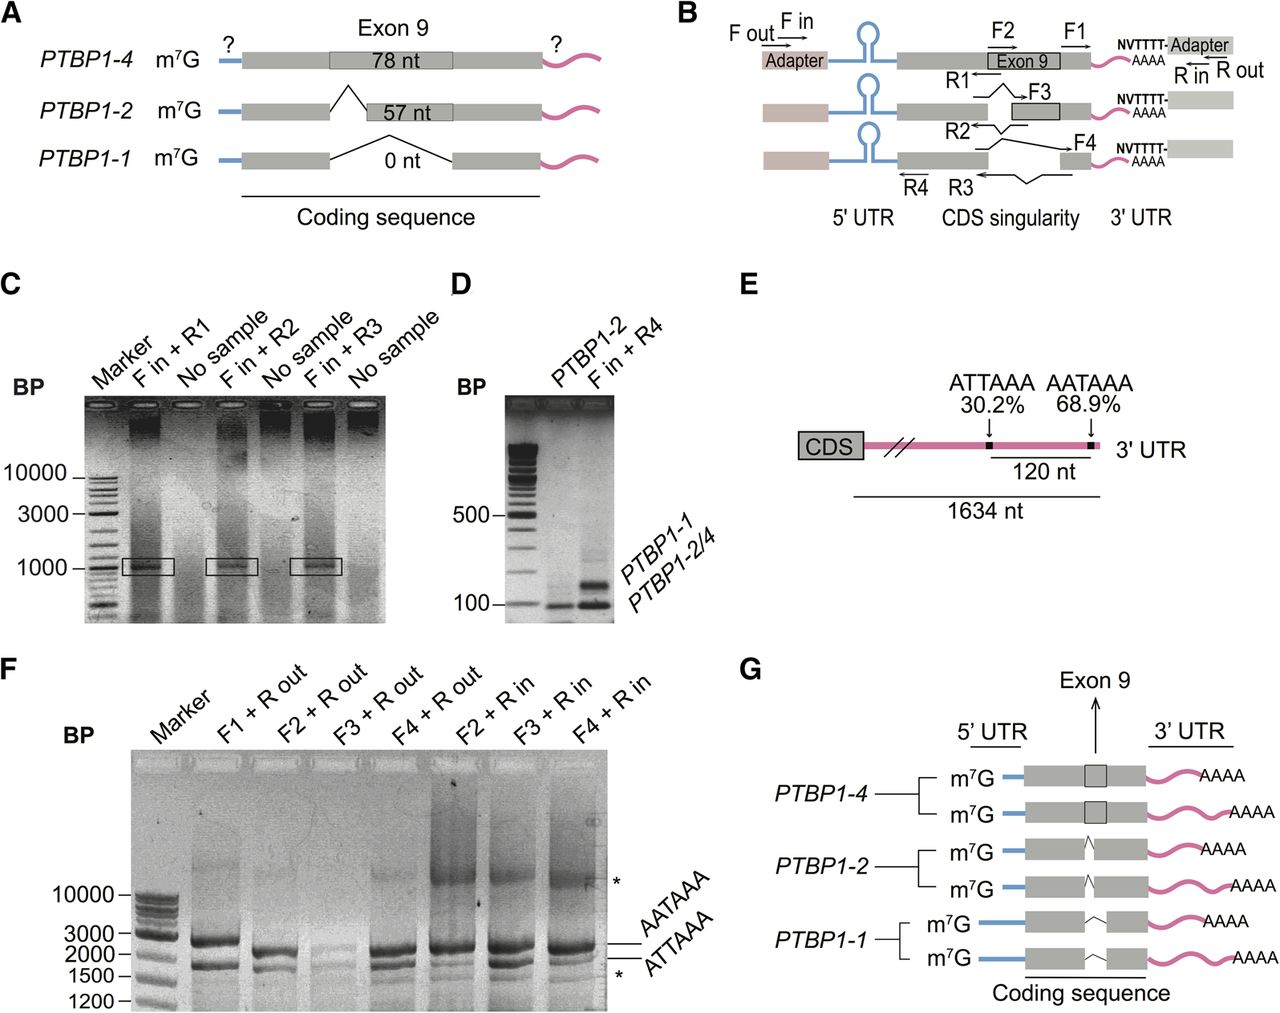 A
Exon 9
PTBP1-4 m⁷G ? 78 nt ?
PTBP1-2 m⁷G 57 nt
PTBP1-1 m⁷G 0 nt
Coding sequence
B
F out F in F2 F1
Adapter Exon 9 NVTTTT- Adapter
AAAA
R in R out
R1 F3 NVTTTT-
AAAA
R2 F4 NVTTTT-
AAAA
R4 R3
5' UTR CDS singularity 3' UTR
C
BP
Marker
F in + R1
No sample
F in + R2
No sample
F in + R3
No sample
10000
3000
1000
D
BP
PTBP1-2
F in + R4
500
100
PTBP1-1
PTBP1-2/4
E
ATTAAA AATAAA
30.2% 68.9%
CDS 3' UTR
120 nt
1634 nt
F
BP
Marker
F1 + R out
F2 + R out
F3 + R out
F4 + R out
F2 + R in
F3 + R in
F4 + R in
10000
3000
2000
1500
1200
*
AATAAA
ATTAAA
*
G
Exon 9
5' UTR 3' UTR
PTBP1-4
m⁷G AAAA
m⁷G AAAA
PTBP1-2
m⁷G AAAA
m⁷G AAAA
PTBP1-1
m⁷G AAAA
m⁷G AAAA
Coding sequence